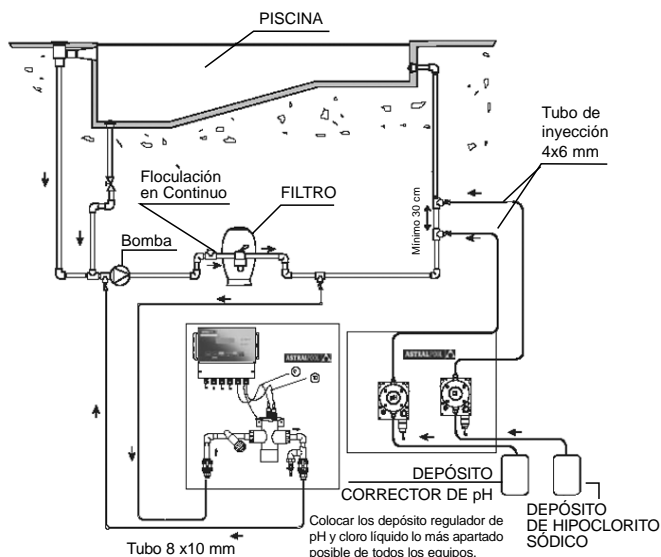 PISCINA
Tubo de
inyección
4x6 mm
Floculación
en Continuo
FILTRO
Mínimo 30 cm
Bomba
ASTRALPOOL
ASTRALPOOL
pH
DEPÓSITO
CORRECTOR DE pH
DEPÓSITO
DE HIPOCLORITO
SÓDICO
Colocar los depósito regulador de
pH y cloro líquido lo más apartado
posible de todos los equipos.
Tubo 8 x10 mm